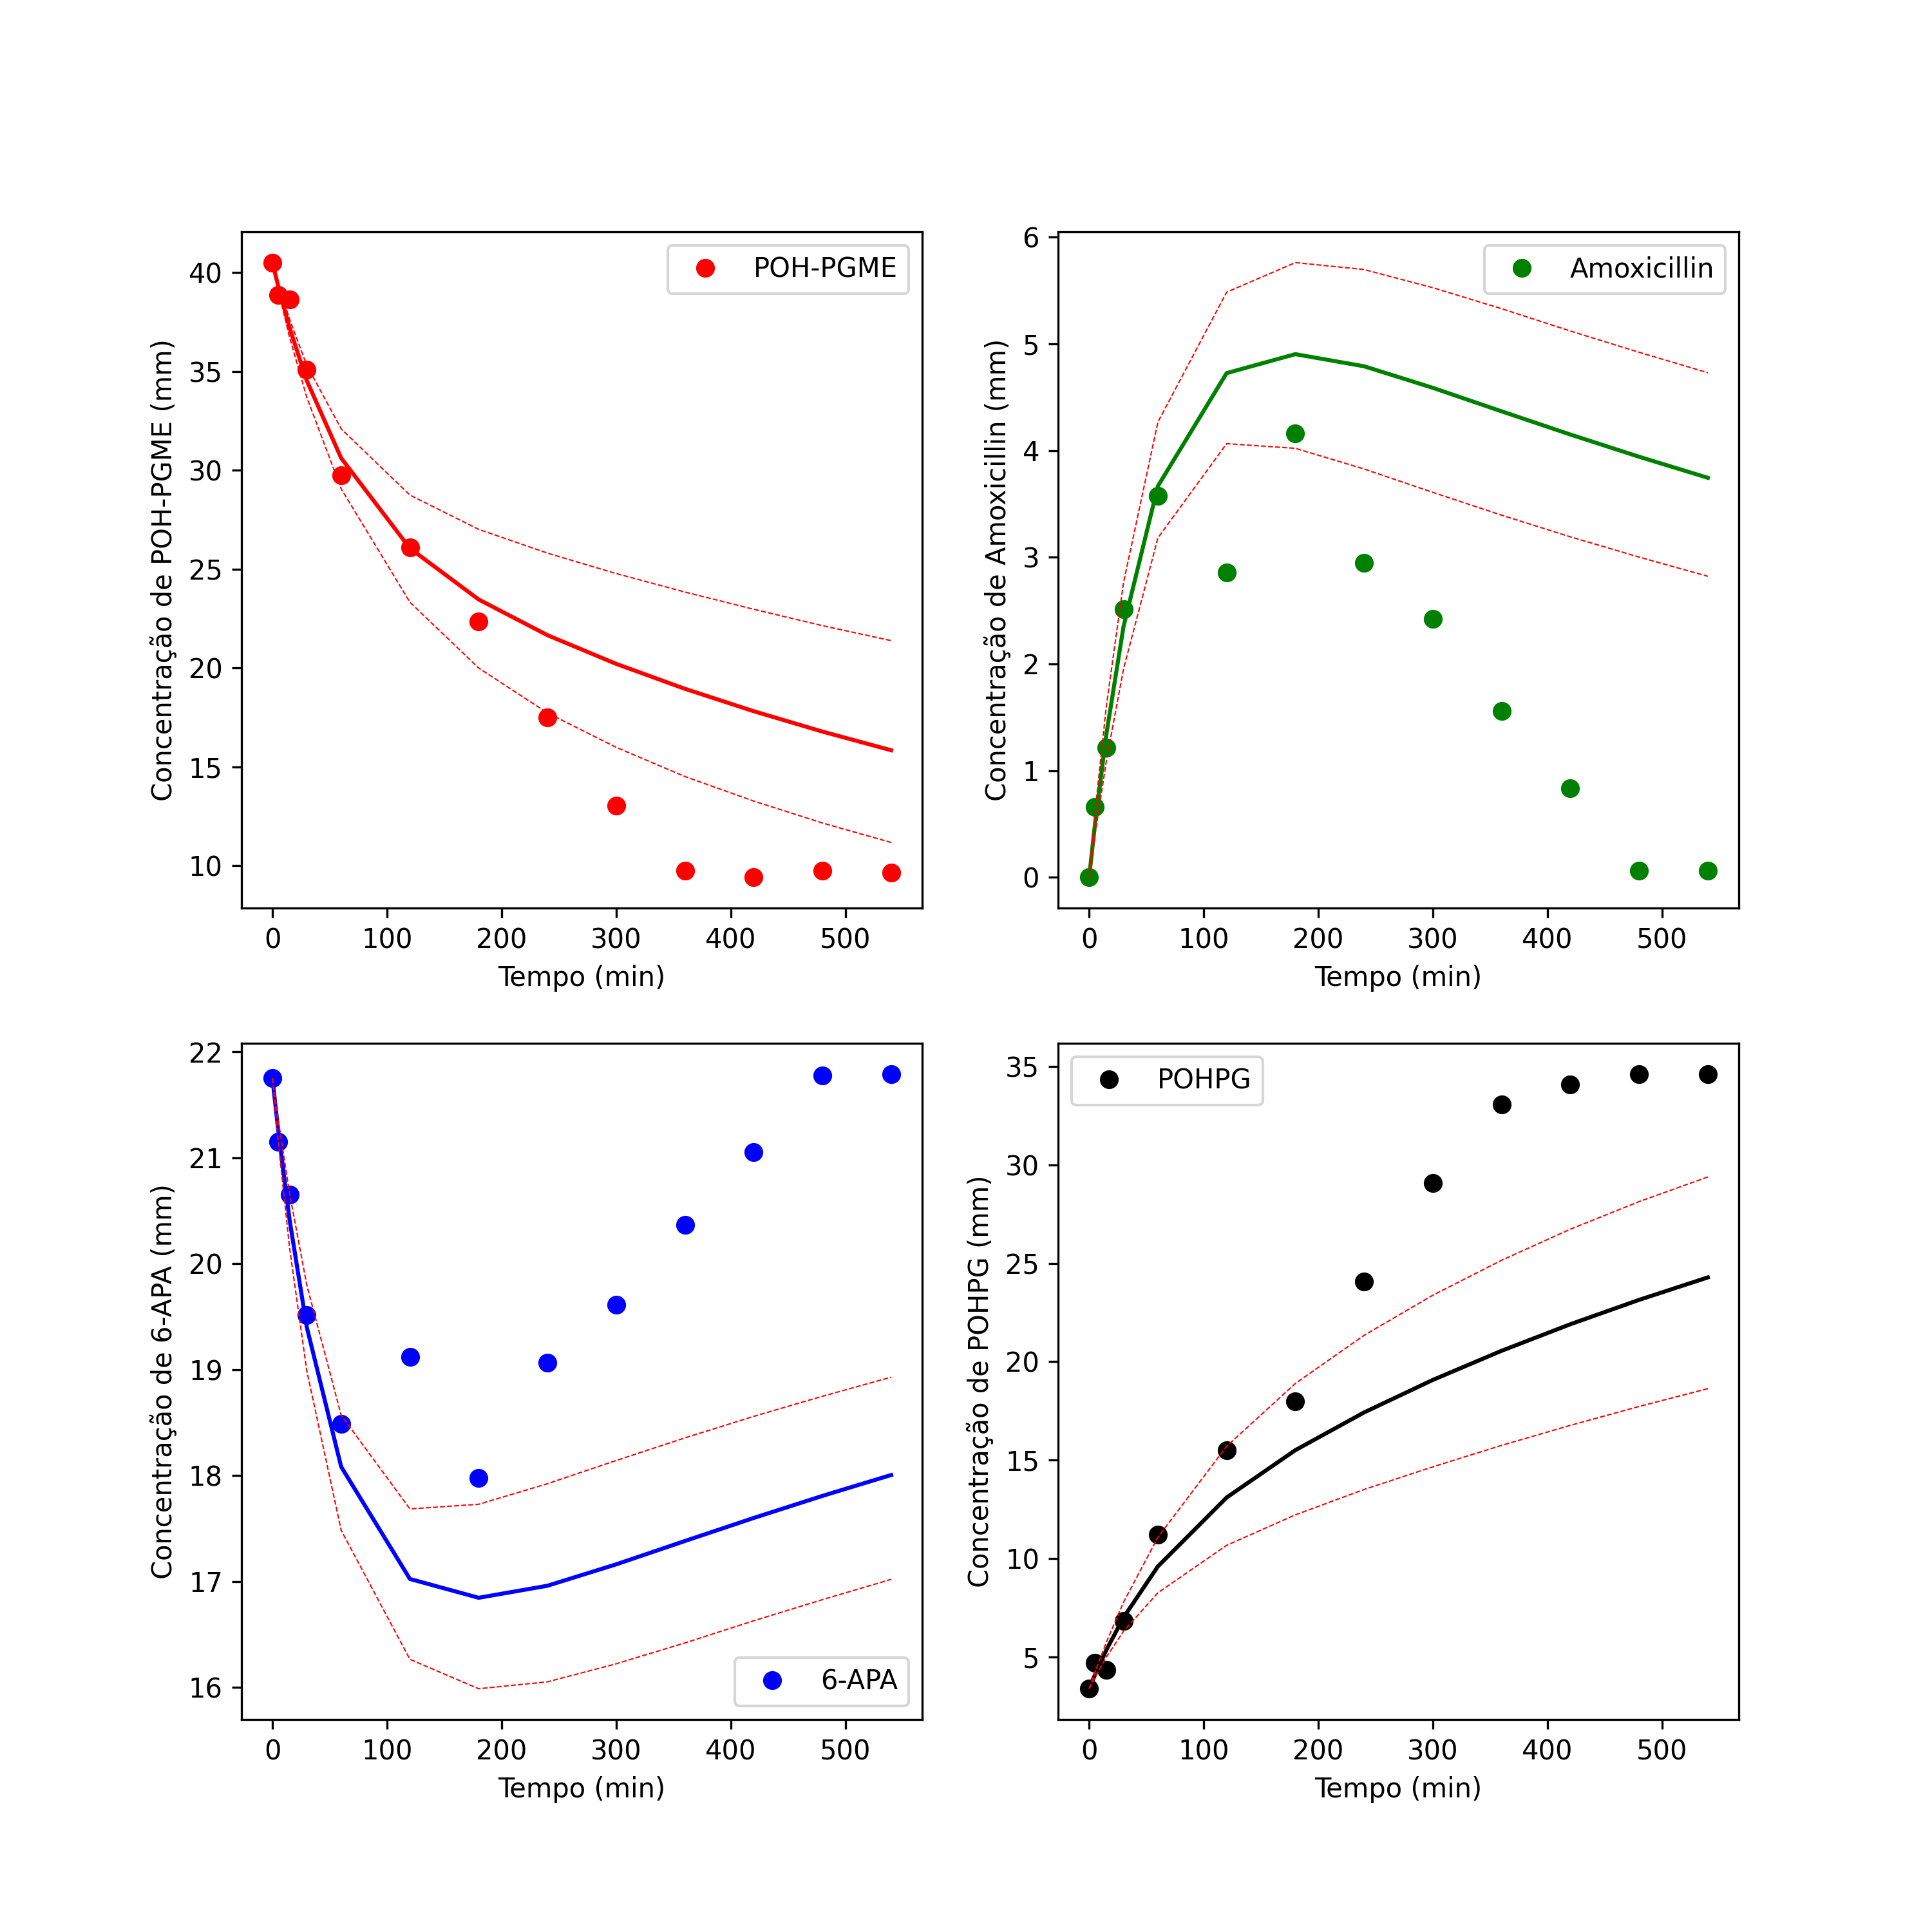 POH-PGME
Concentração de POH-PGME (mm)
40
35
30
25
20
15
10
0 100 200 300 400 500
Tempo (min)
Amoxicillin
Concentração de Amoxicillin (mm)
6
5
4
3
2
1
0
0 100 200 300 400 500
Tempo (min)
6-APA
Concentração de 6-APA (mm)
22
21
20
19
18
17
16
0 100 200 300 400 500
Tempo (min)
POHPG
Concentração de POHPG (mm)
35
30
25
20
15
10
5
0 100 200 300 400 500
Tempo (min)